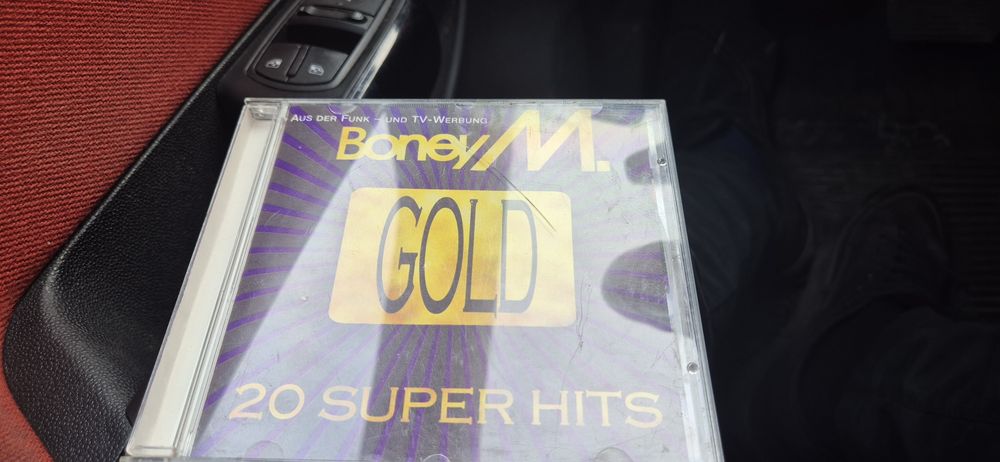 Aus der Funk - und TV-Werbung
Boney M.
GOLD
20 SUPER HITS